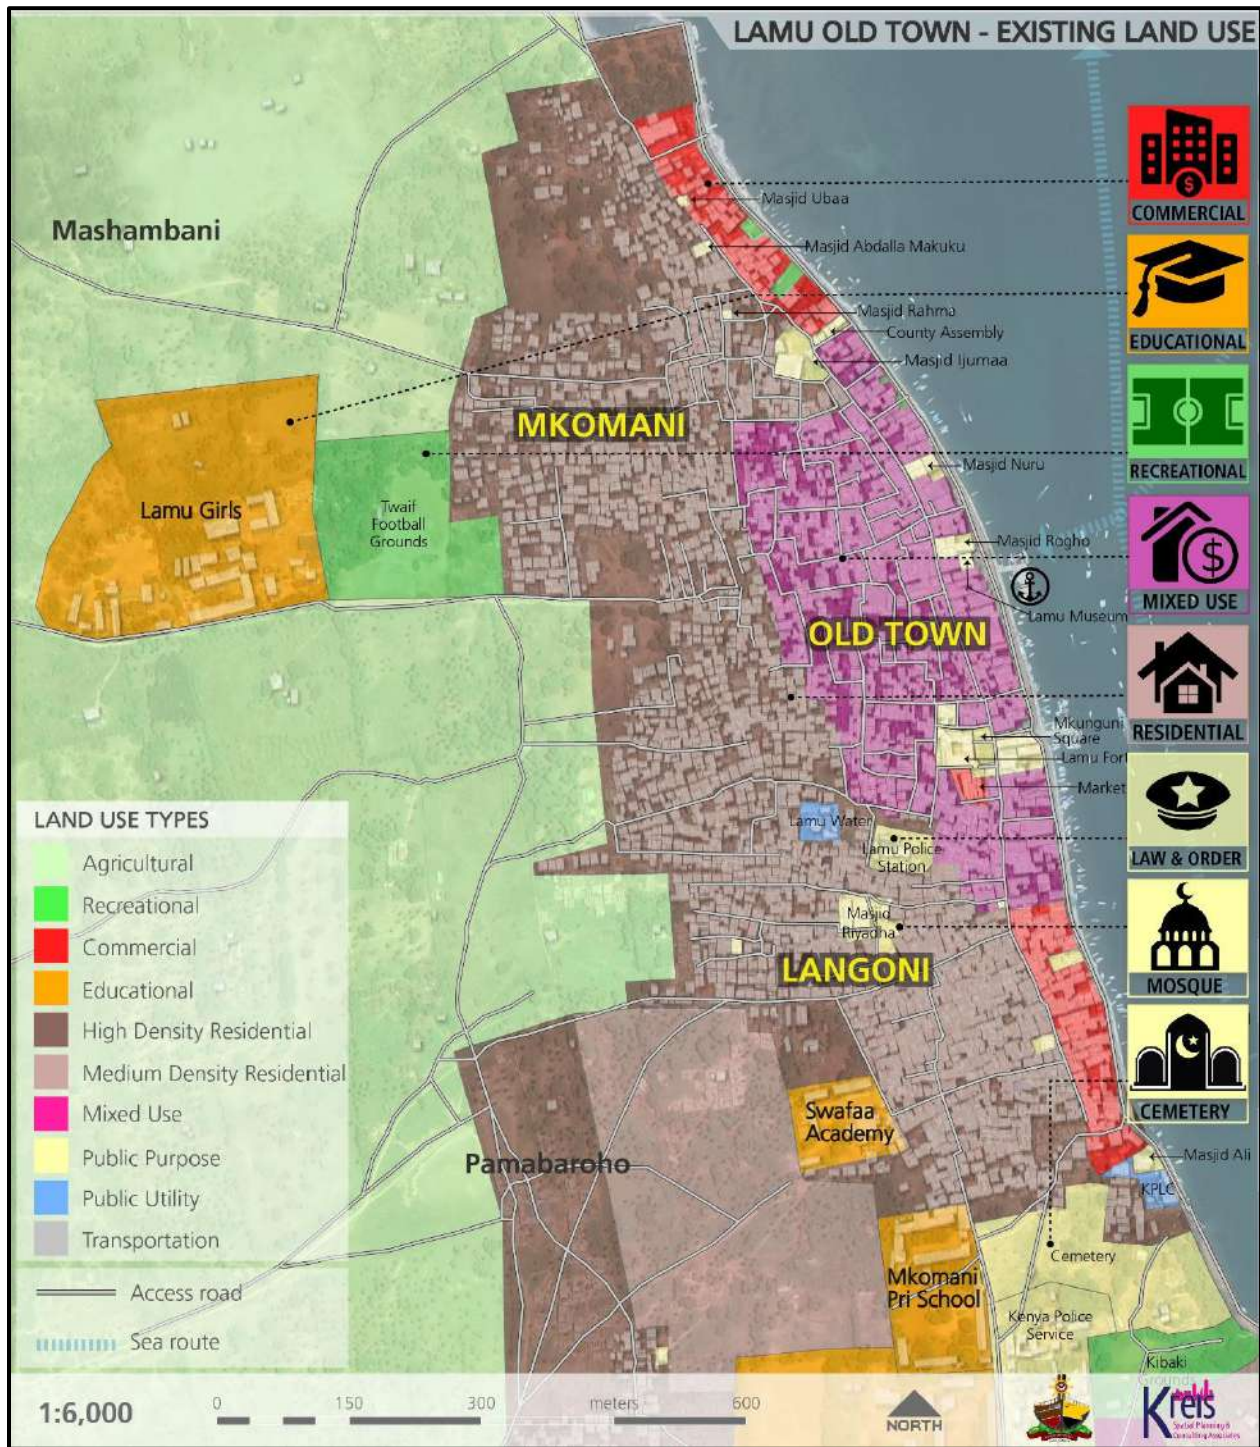 LAMU OLD TOWN - EXISTING LAND USE
COMMERCIAL
Masjid Ubaa
Mashambani
Masjid Abdalla Makuku
EDUCATIONAL
Masjid Rahma
County Assembly
Masjid Ijumaa
MKOMANI
RECREATIONAL
Masjid Nuru
Lamu Girls
Twaif
Football
Grounds
Masjid Rogho
MIXED USE
Lamu Museum
OLD TOWN
Mkunguni
Square
RESIDENTIAL
Lamu Fort
Market
LAND USE TYPES
Agricultural
Recreational
Commercial
Educational
High Density Residential
Medium Density Residential
Mixed Use
Public Purpose
Public Utility
Transportation
Access road
Sea route
Lamu Water
Lamu Police
Station
LAW & ORDER
Masjid
Riyadha
LANGONI
MOSQUE
CEMETERY
Swafaa
Academy
Pamabaroho
Masjid Ali
KPLC
Cemetery
Mkomani
Pri School
Kenya Police
Service
Kibaki
Grounds
1:6,000
0 150 300 meters 600
NORTH
Kreis
Spatial Planning &
Consulting Associates